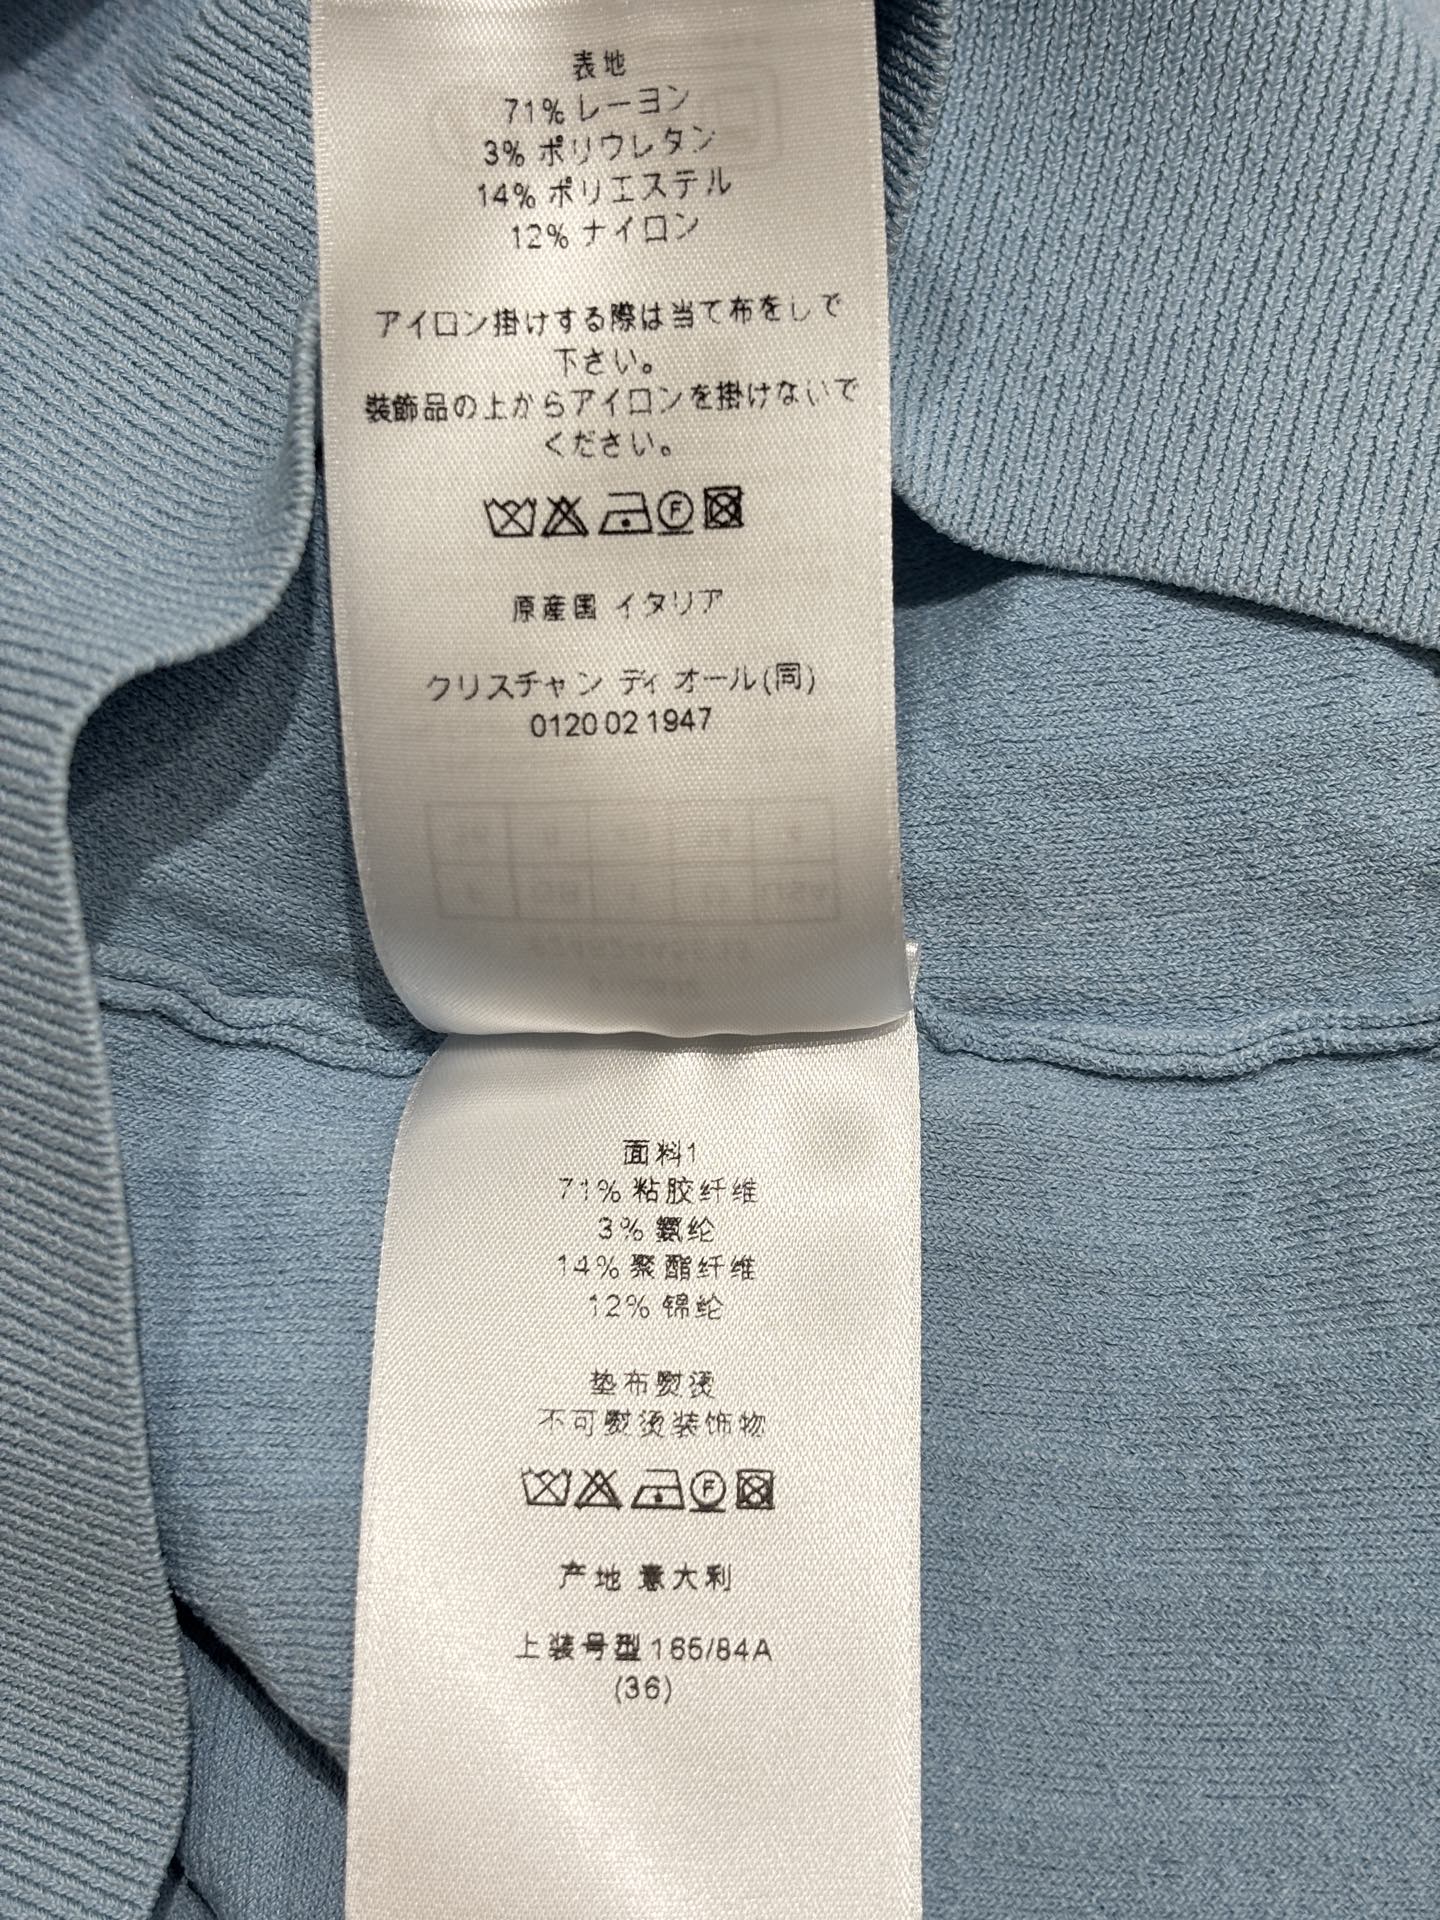 表地
71% レーヨン
3% ポリウレタン
14% ポリエステル
12% ナイロン
アイロン掛けする際は当て布をして
下さい。
装飾品の上からアイロンを掛けないで
ください。
F
原産国 イタリア
クリスチャン ディオール(同)
0120 02 1947
面料1
71% 粘胶纤维
3% 氨纶
14% 聚酯纤维
12% 锦纶
垫布熨烫
不可熨烫装饰物
F
产地 意大利
上装号型 165/84A
(36)